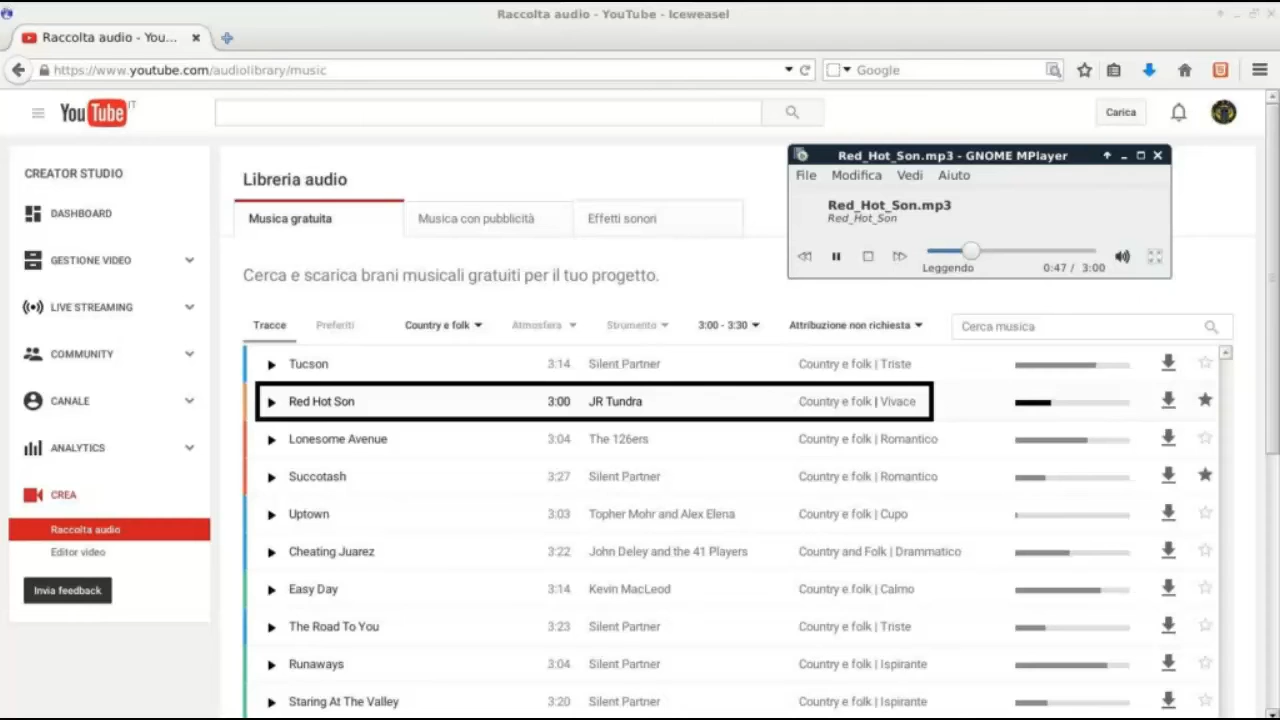 Raccolta audio - YouTube - Iceweasel
Raccolta audio - You...
https://www.youtube.com/audiolibrary/music
Google
YouTube IT
Carica
CREATOR STUDIO
DASHBOARD
GESTIONE VIDEO
LIVE STREAMING
COMMUNITY
CANALE
ANALYTICS
CREA
Raccolta audio
Editor video
Invia feedback
Libreria audio
Musica gratuita
Musica con pubblicità
Effetti sonori
Cerca e scarica brani musicali gratuiti per il tuo progetto.
Red_Hot_Son.mp3 - GNOME MPlayer
File Modifica Vedi Aiuto
Red_Hot_Son.mp3
Red_Hot_Son
Leggendo 0:47 / 3:00
Tracce Preferiti Country e folk Atmosfera Strumento 3:00 - 3:30 Attribuzione non richiesta Cerca musica
Tucson 3:14 Silent Partner Country e folk | Triste
Red Hot Son 3:00 JR Tundra Country e folk | Vivace
Lonesome Avenue 3:04 The 126ers Country e folk | Romantico
Succotash 3:27 Silent Partner Country e folk | Romantico
Uptown 3:03 Topher Mohr and Alex Elena Country e folk | Cupo
Cheating Juarez 3:22 John Deley and the 41 Players Country and Folk | Drammatico
Easy Day 3:14 Kevin MacLeod Country e folk | Calmo
The Road To You 3:23 Silent Partner Country e folk | Triste
Runaways 3:04 Silent Partner Country e folk | Ispirante
Staring At The Valley 3:20 Silent Partner Country e folk | Ispirante